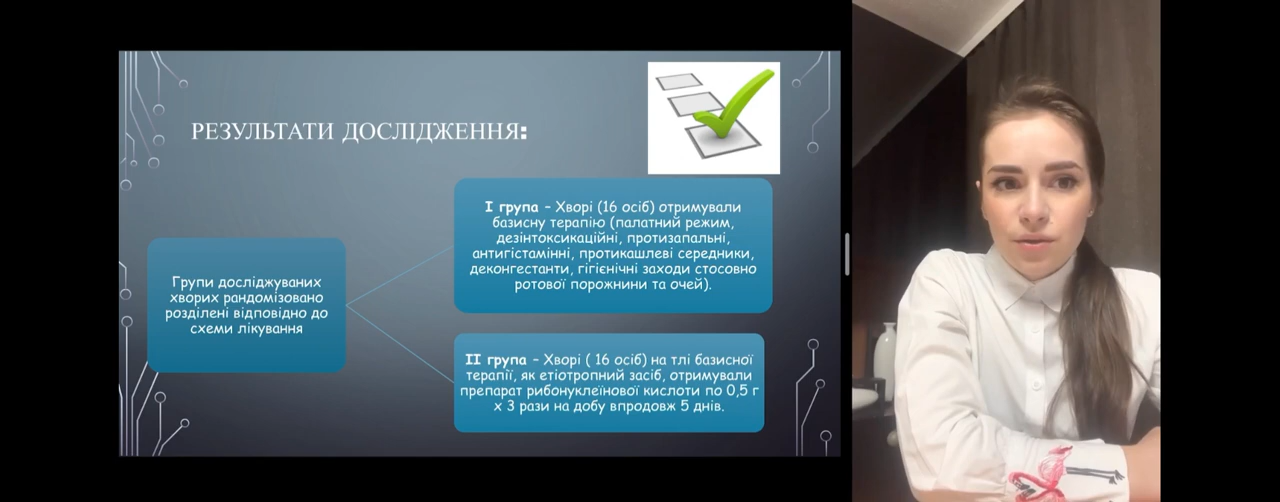 РЕЗУЛЬТАТИ ДОСЛІДЖЕННЯ:
Групи досліджуваних
хворих рандомізовано
розділені відповідно до
схеми лікування
I група – Хворі (16 осіб) отримували
базисну терапію (палатний режим,
дезінтоксикаційні, протизапальні,
антигістамінні, протикашлеві середники,
деконгестанти, гігієнічні заходи стосовно
ротової порожнини та очей).
II група – Хворі ( 16 осіб) на тлі базисної
терапії, як етіотропний засіб, отримували
препарат рибонуклеїнової кислоти по 0,5 г
х 3 рази на добу впродовж 5 днів.